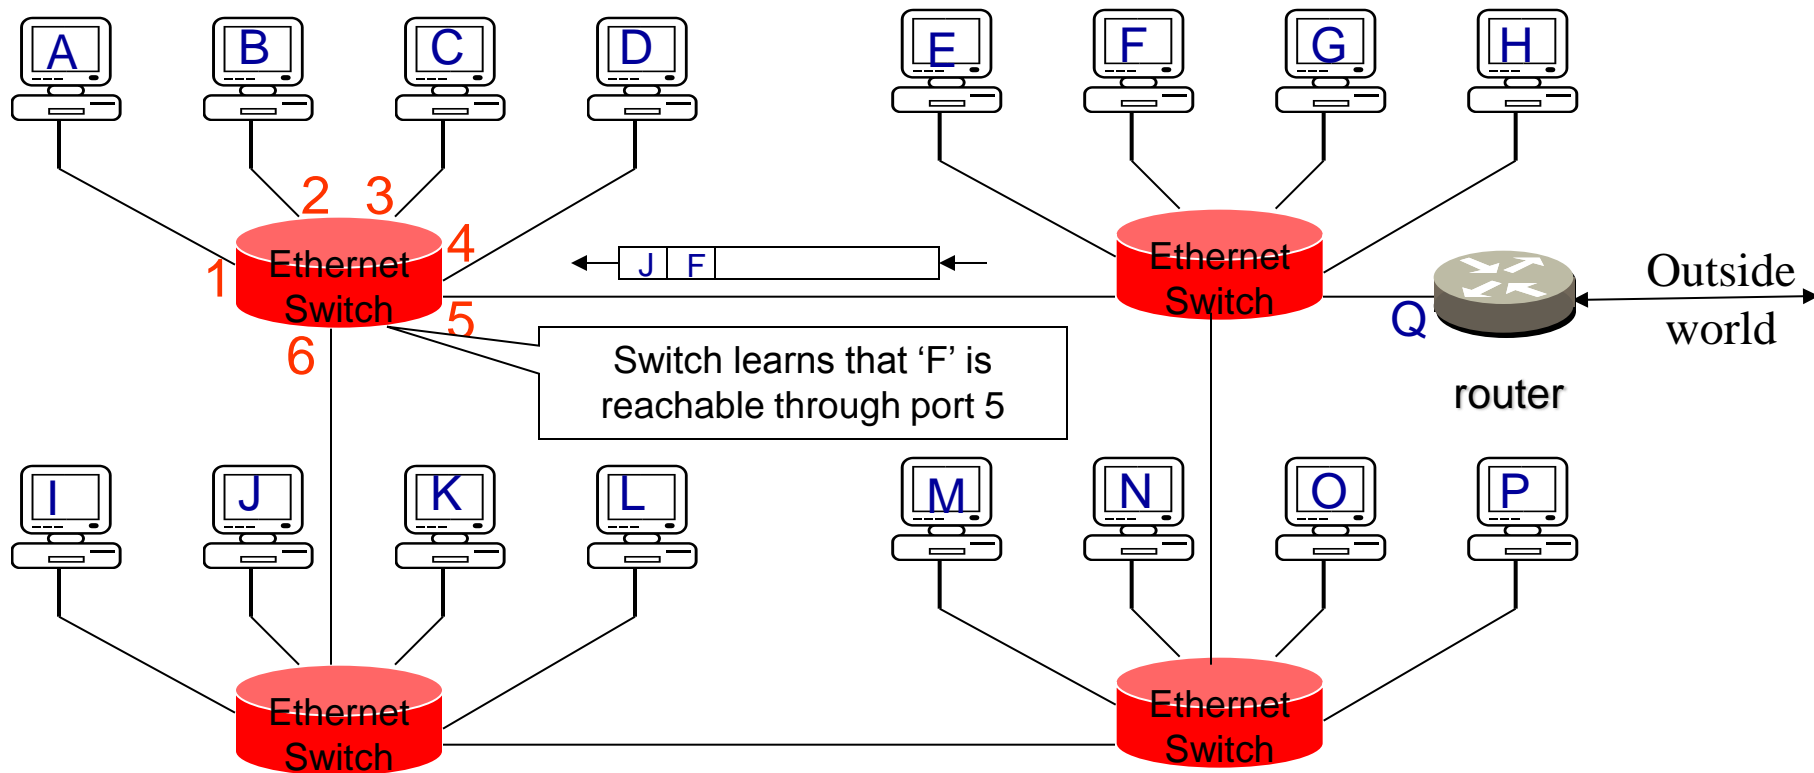 A B C D E F G H
2 3
4
1
Ethernet
Switch
J F
Ethernet
Switch
Outside
world
Q
5
6
Switch learns that ‘F’ is
reachable through port 5
router
I J K L M N O P
Ethernet
Switch
Ethernet
Switch